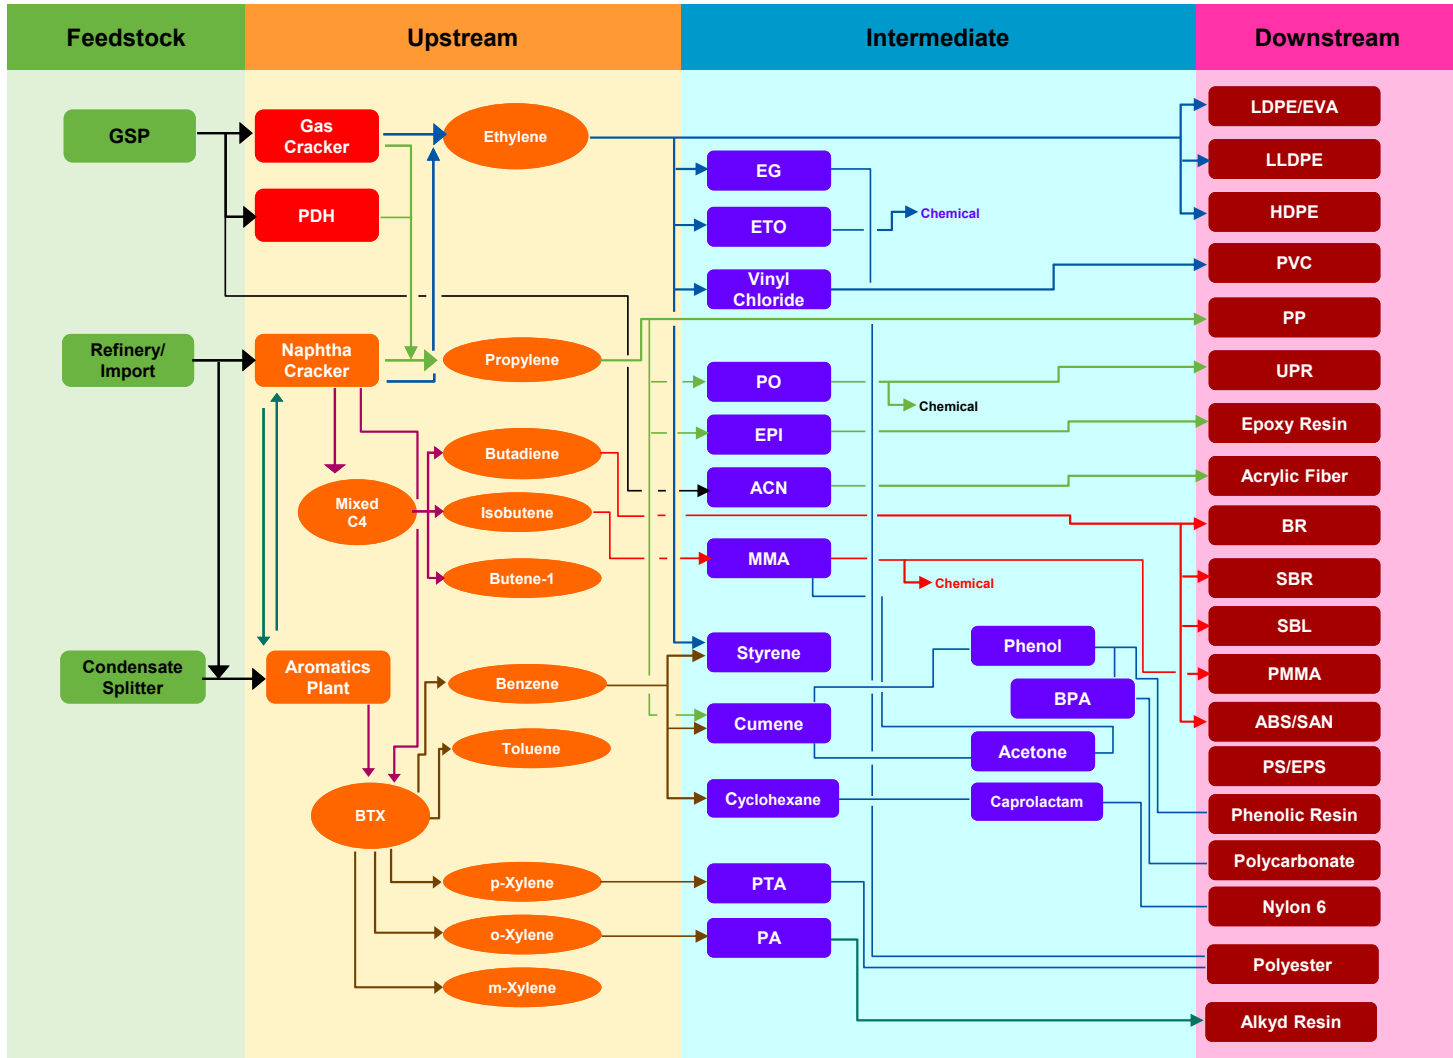 Feedstock
Upstream
Intermediate
Downstream
GSP
Gas
Cracker
PDH
Ethylene
EG
ETO
Chemical
Vinyl
Chloride
LDPE/EVA
LLDPE
HDPE
PVC
PP
Refinery/
Import
Naphtha
Cracker
Propylene
PO
Chemical
EPI
ACN
MMA
Chemical
UPR
Epoxy Resin
Acrylic Fiber
BR
SBR
SBL
PMMA
ABS/SAN
PS/EPS
Mixed
C4
Butadiene
Isobutene
Butene-1
Condensate
Splitter
Aromatics
Plant
Benzene
Toluene
BTX
p-Xylene
o-Xylene
m-Xylene
Styrene
Cumene
Cyclohexane
Phenol
BPA
Acetone
Caprolactam
PTA
PA
Phenolic Resin
Polycarbonate
Nylon 6
Polyester
Alkyd Resin